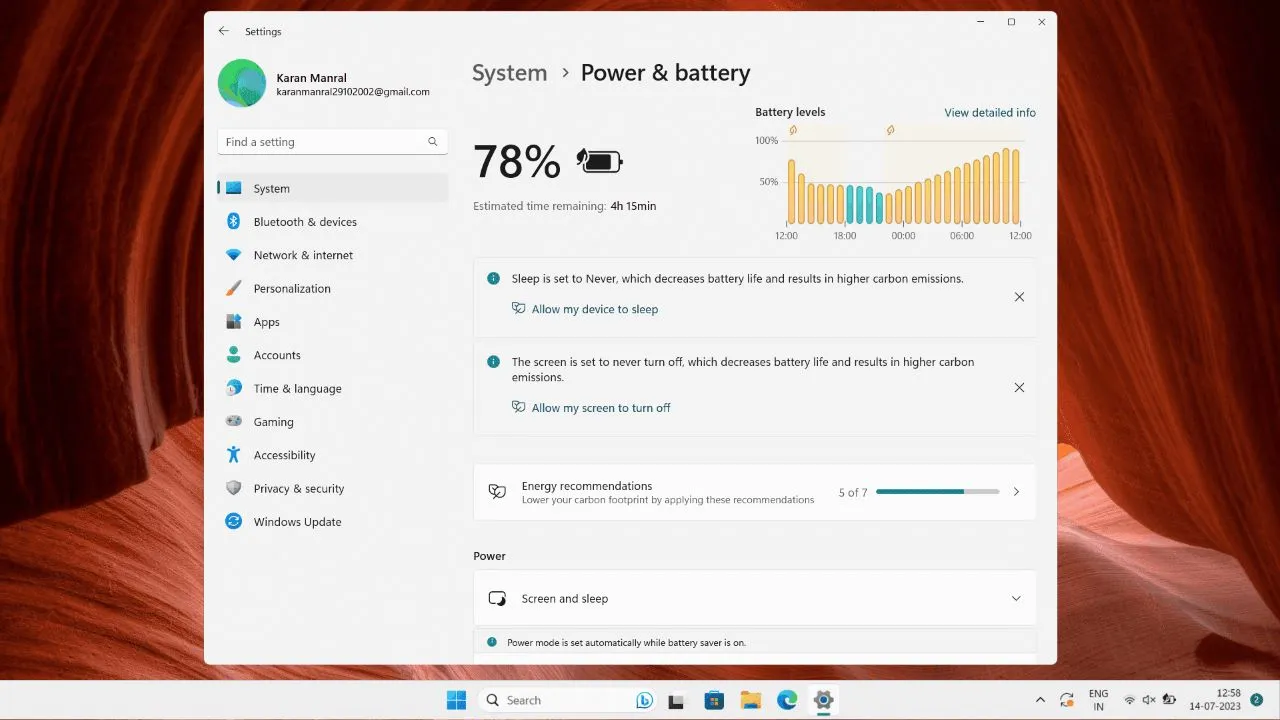 Settings
Karan Manral
karanmanral29102002@gmail.com
Find a setting
System
Bluetooth & devices
Network & internet
Personalization
Apps
Accounts
Time & language
Gaming
Accessibility
Privacy & security
Windows Update
System > Power & battery
78%
Estimated time remaining: 4h 15min
Battery levels
View detailed info
100%
50%
12:00 18:00 00:00 06:00 12:00
Sleep is set to Never, which decreases battery life and results in higher carbon emissions.
Allow my device to sleep
The screen is set to never turn off, which decreases battery life and results in higher carbon
emissions.
Allow my screen to turn off
Energy recommendations
Lower your carbon footprint by applying these recommendations
5 of 7
Power
Screen and sleep
Power mode is set automatically while battery saver is on.
Search
ENG
IN
12:58
14-07-2023
2